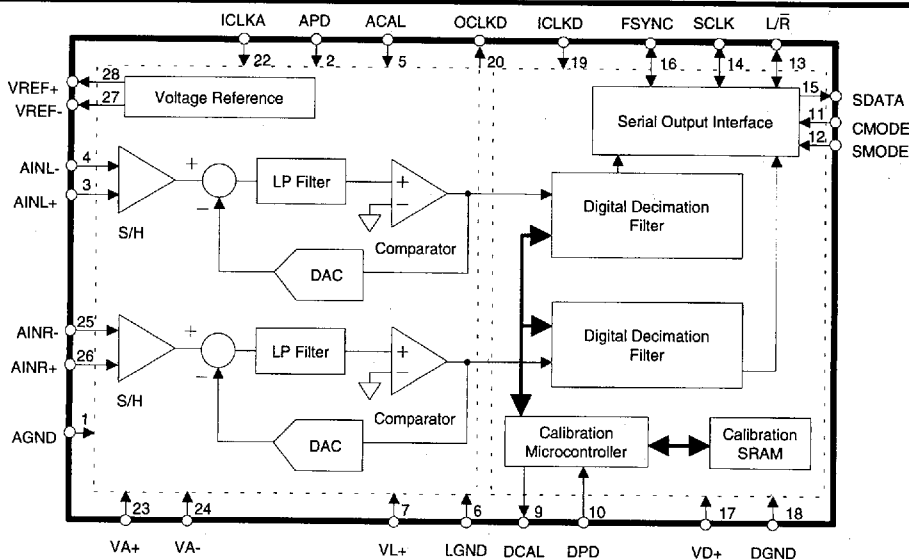 ICLKA APD ACAL OCLKD ICLKD FSYNC SCLK L/R̅
22 2 5 20 19 16 14 13
VREF+ 28
VREF- 27
Voltage Reference
Serial Output Interface
15 SDATA
11 CMODE
12 SMODE
AINL- 4
AINL+ 3
S/H
+
−
LP Filter
+
−
Comparator
DAC
Digital Decimation
Filter
AINR- 25
AINR+ 26
S/H
+
−
LP Filter
+
−
Comparator
DAC
Digital Decimation
Filter
AGND 1
Calibration
Microcontroller
Calibration
SRAM
23 24 7 6 9 10 17 18
VA+ VA- VL+ LGND DCAL DPD VD+ DGND